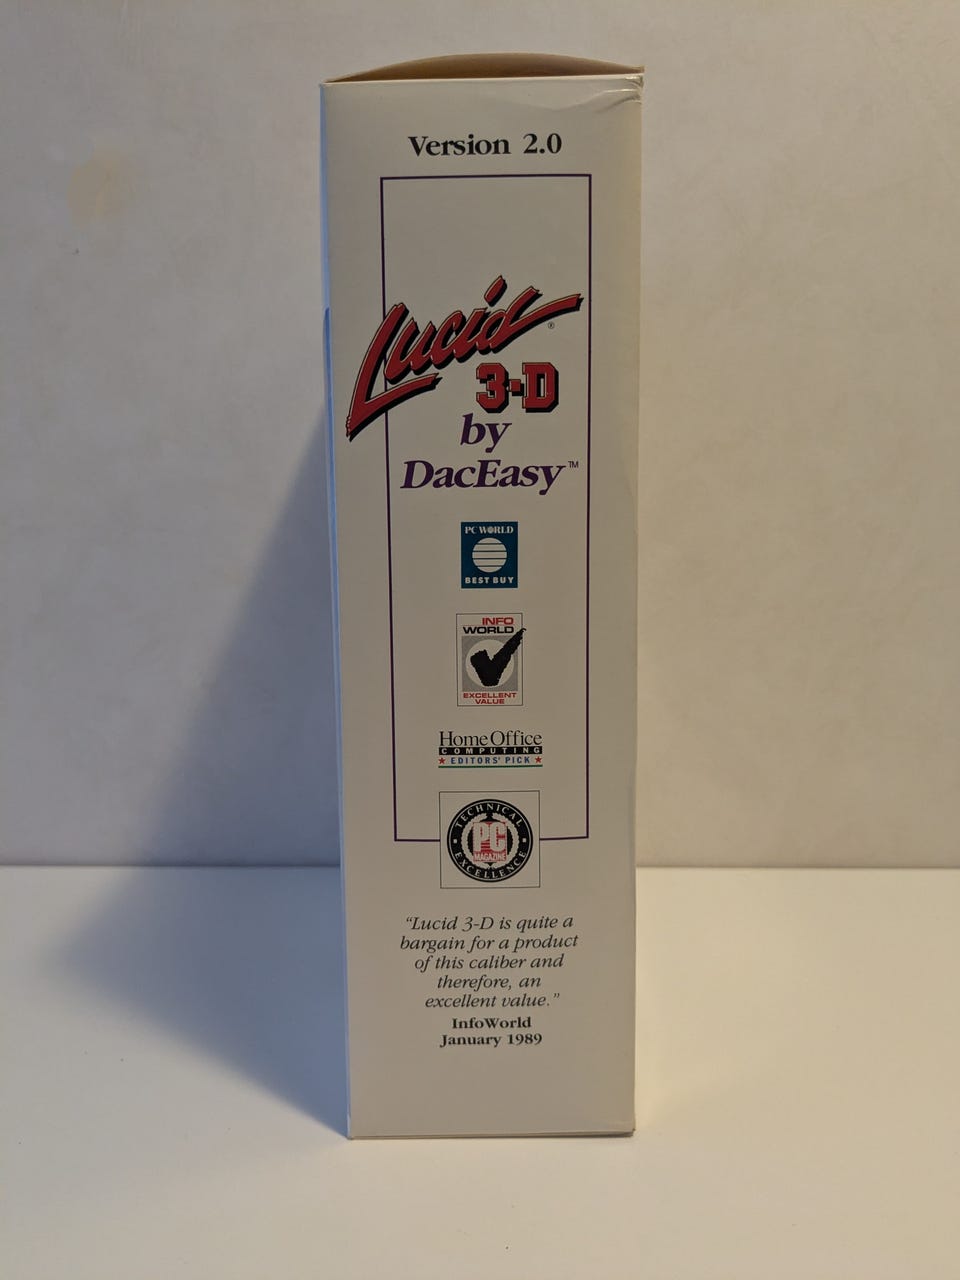 Version 2.0
Lucid ®
3-D
by
DacEasy™
PC WORLD
BEST BUY
INFO
WORLD
EXCELLENT
VALUE
Home Office
COMPUTING
★ EDITORS' PICK ★
TECHNICAL
PC
MAGAZINE
EXCELLENCE
"Lucid 3-D is quite a
bargain for a product
of this caliber and
therefore, an
excellent value."
InfoWorld
January 1989